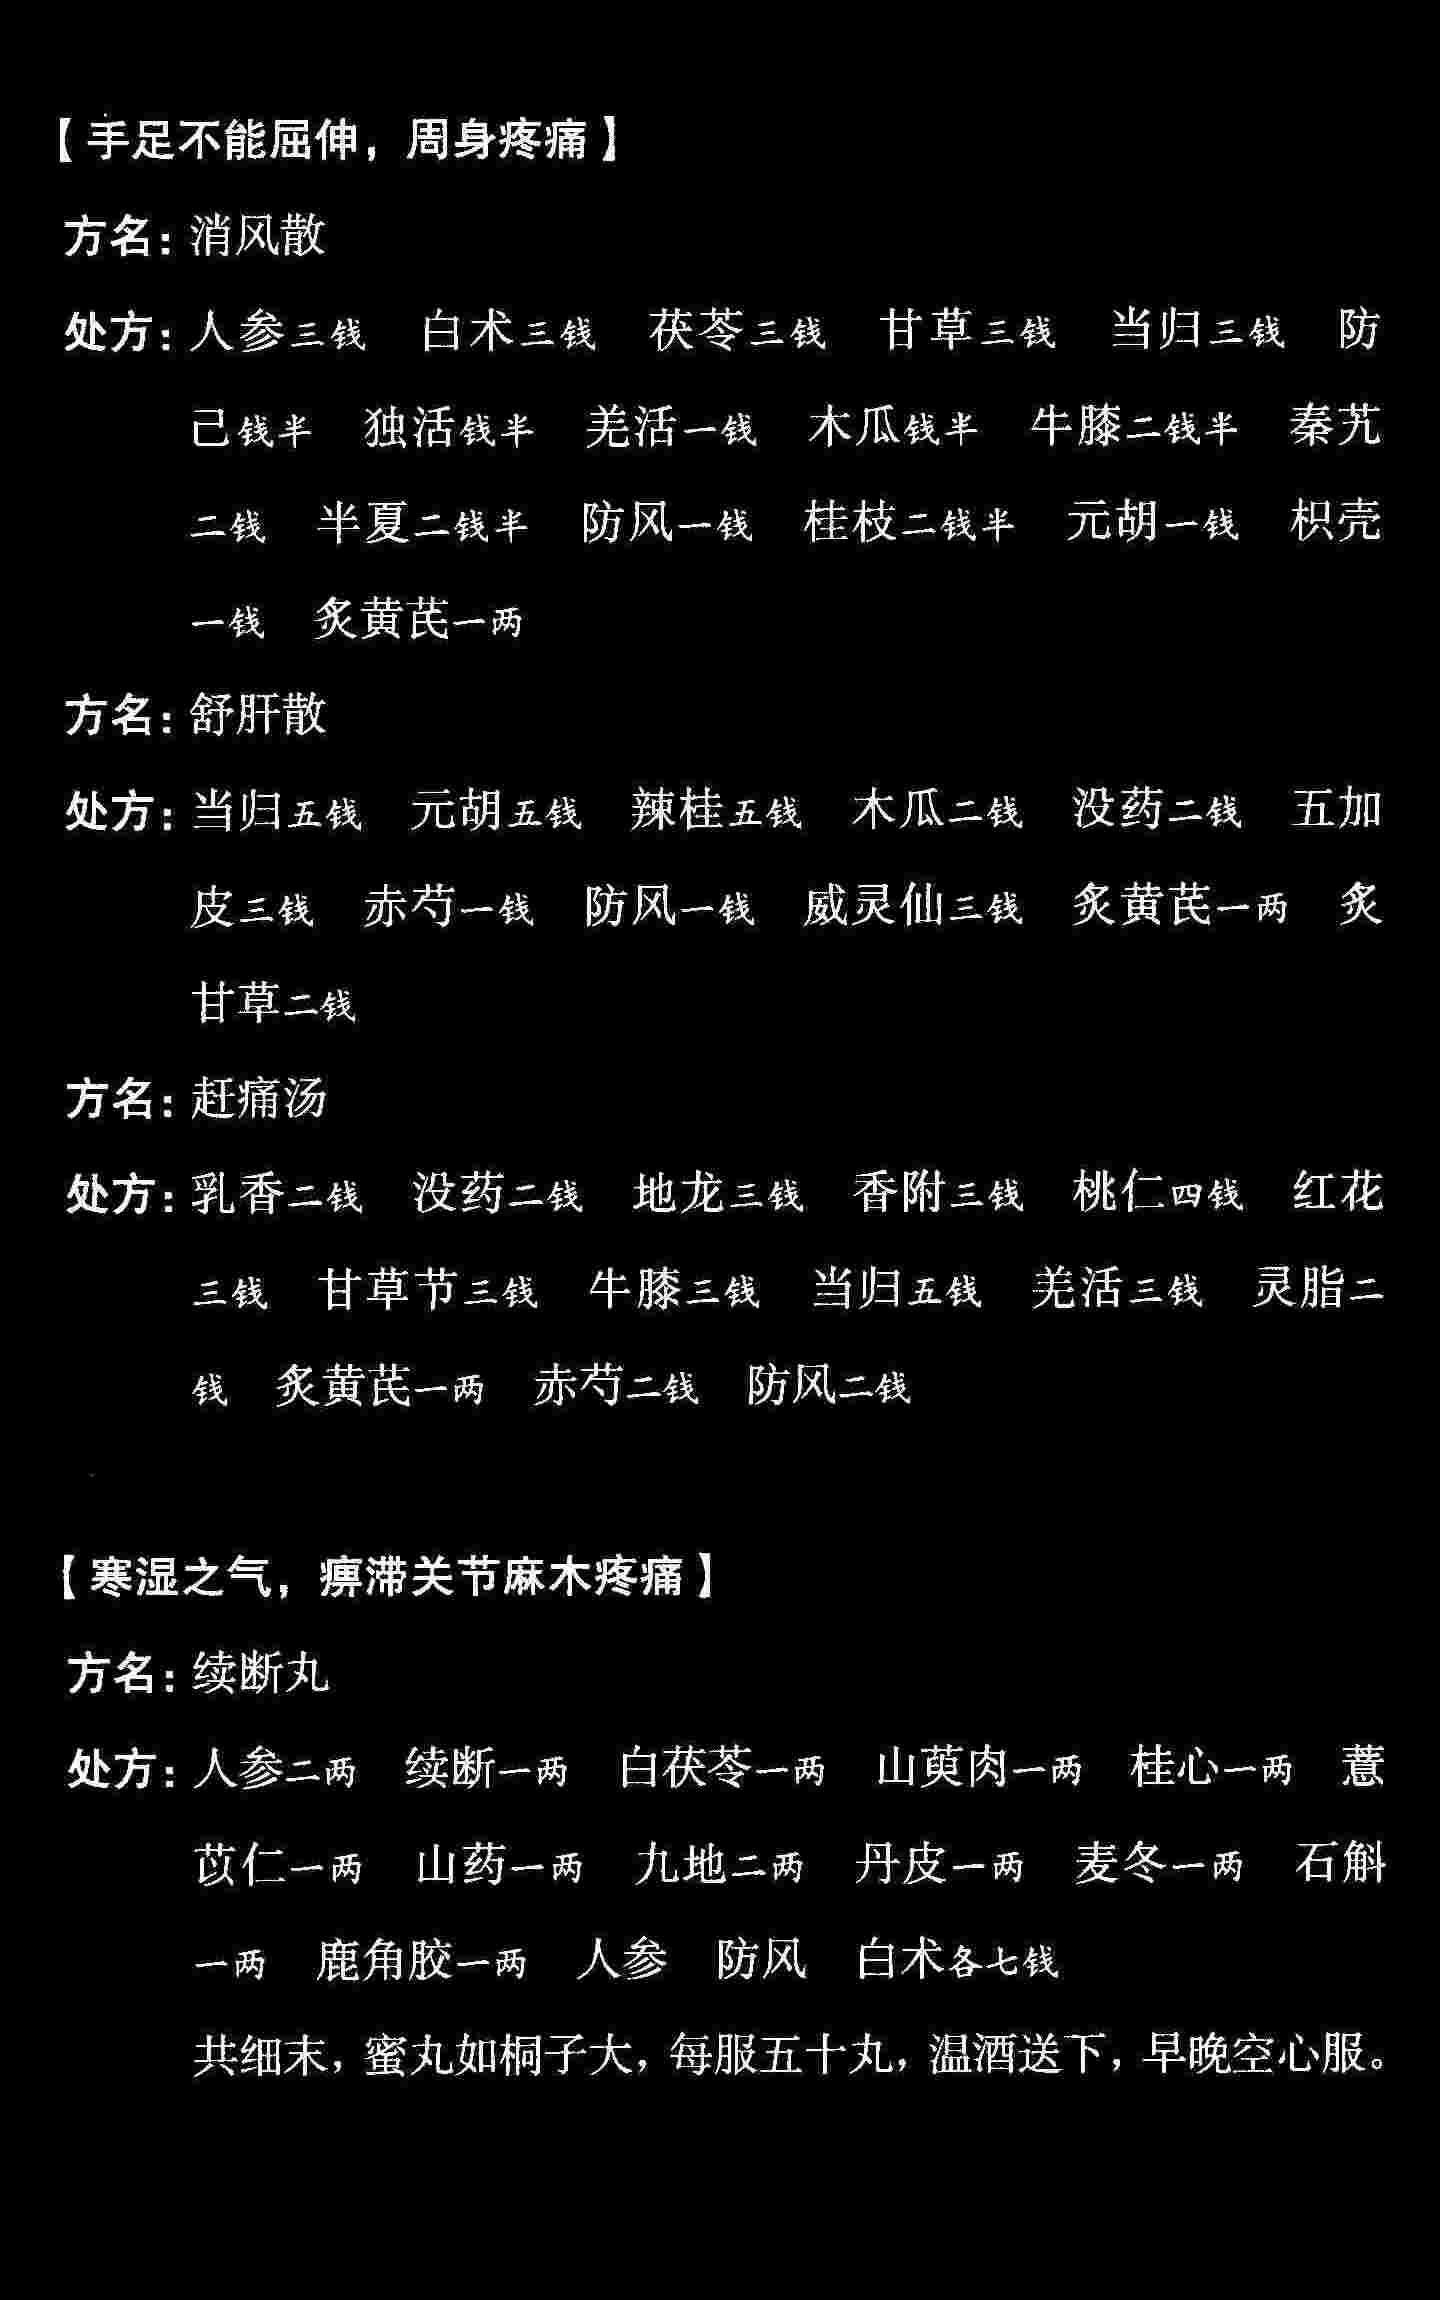 【手足不能屈伸，周身疼痛】
方名：消风散
处方：人参三钱 白术三钱 茯苓三钱 甘草三钱 当归三钱 防
己钱半 独活钱半 羌活一钱 木瓜钱半 牛膝二钱半 秦艽
二钱 半夏二钱半 防风一钱 桂枝二钱半 元胡一钱 枳壳
一钱 炙黄芪一两
方名：舒肝散
处方：当归五钱 元胡五钱 辣桂五钱 木瓜二钱 没药二钱 五加
皮三钱 赤芍一钱 防风一钱 威灵仙三钱 炙黄芪一两 炙
甘草二钱
方名：赶痛汤
处方：乳香二钱 没药二钱 地龙三钱 香附三钱 桃仁四钱 红花
三钱 甘草节三钱 牛膝三钱 当归五钱 羌活三钱 灵脂二
钱 炙黄芪一两 赤芍二钱 防风二钱
【寒湿之气，痹滞关节麻木疼痛】
方名：续断丸
处方：人参二两 续断一两 白茯苓一两 山萸肉一两 桂心一两 薏
苡仁一两 山药一两 九地二两 丹皮一两 麦冬一两 石斛
一两 鹿角胶一两 人参 防风 白术各七钱
共细末，蜜丸如桐子大，每服五十丸，温酒送下，早晚空心服。